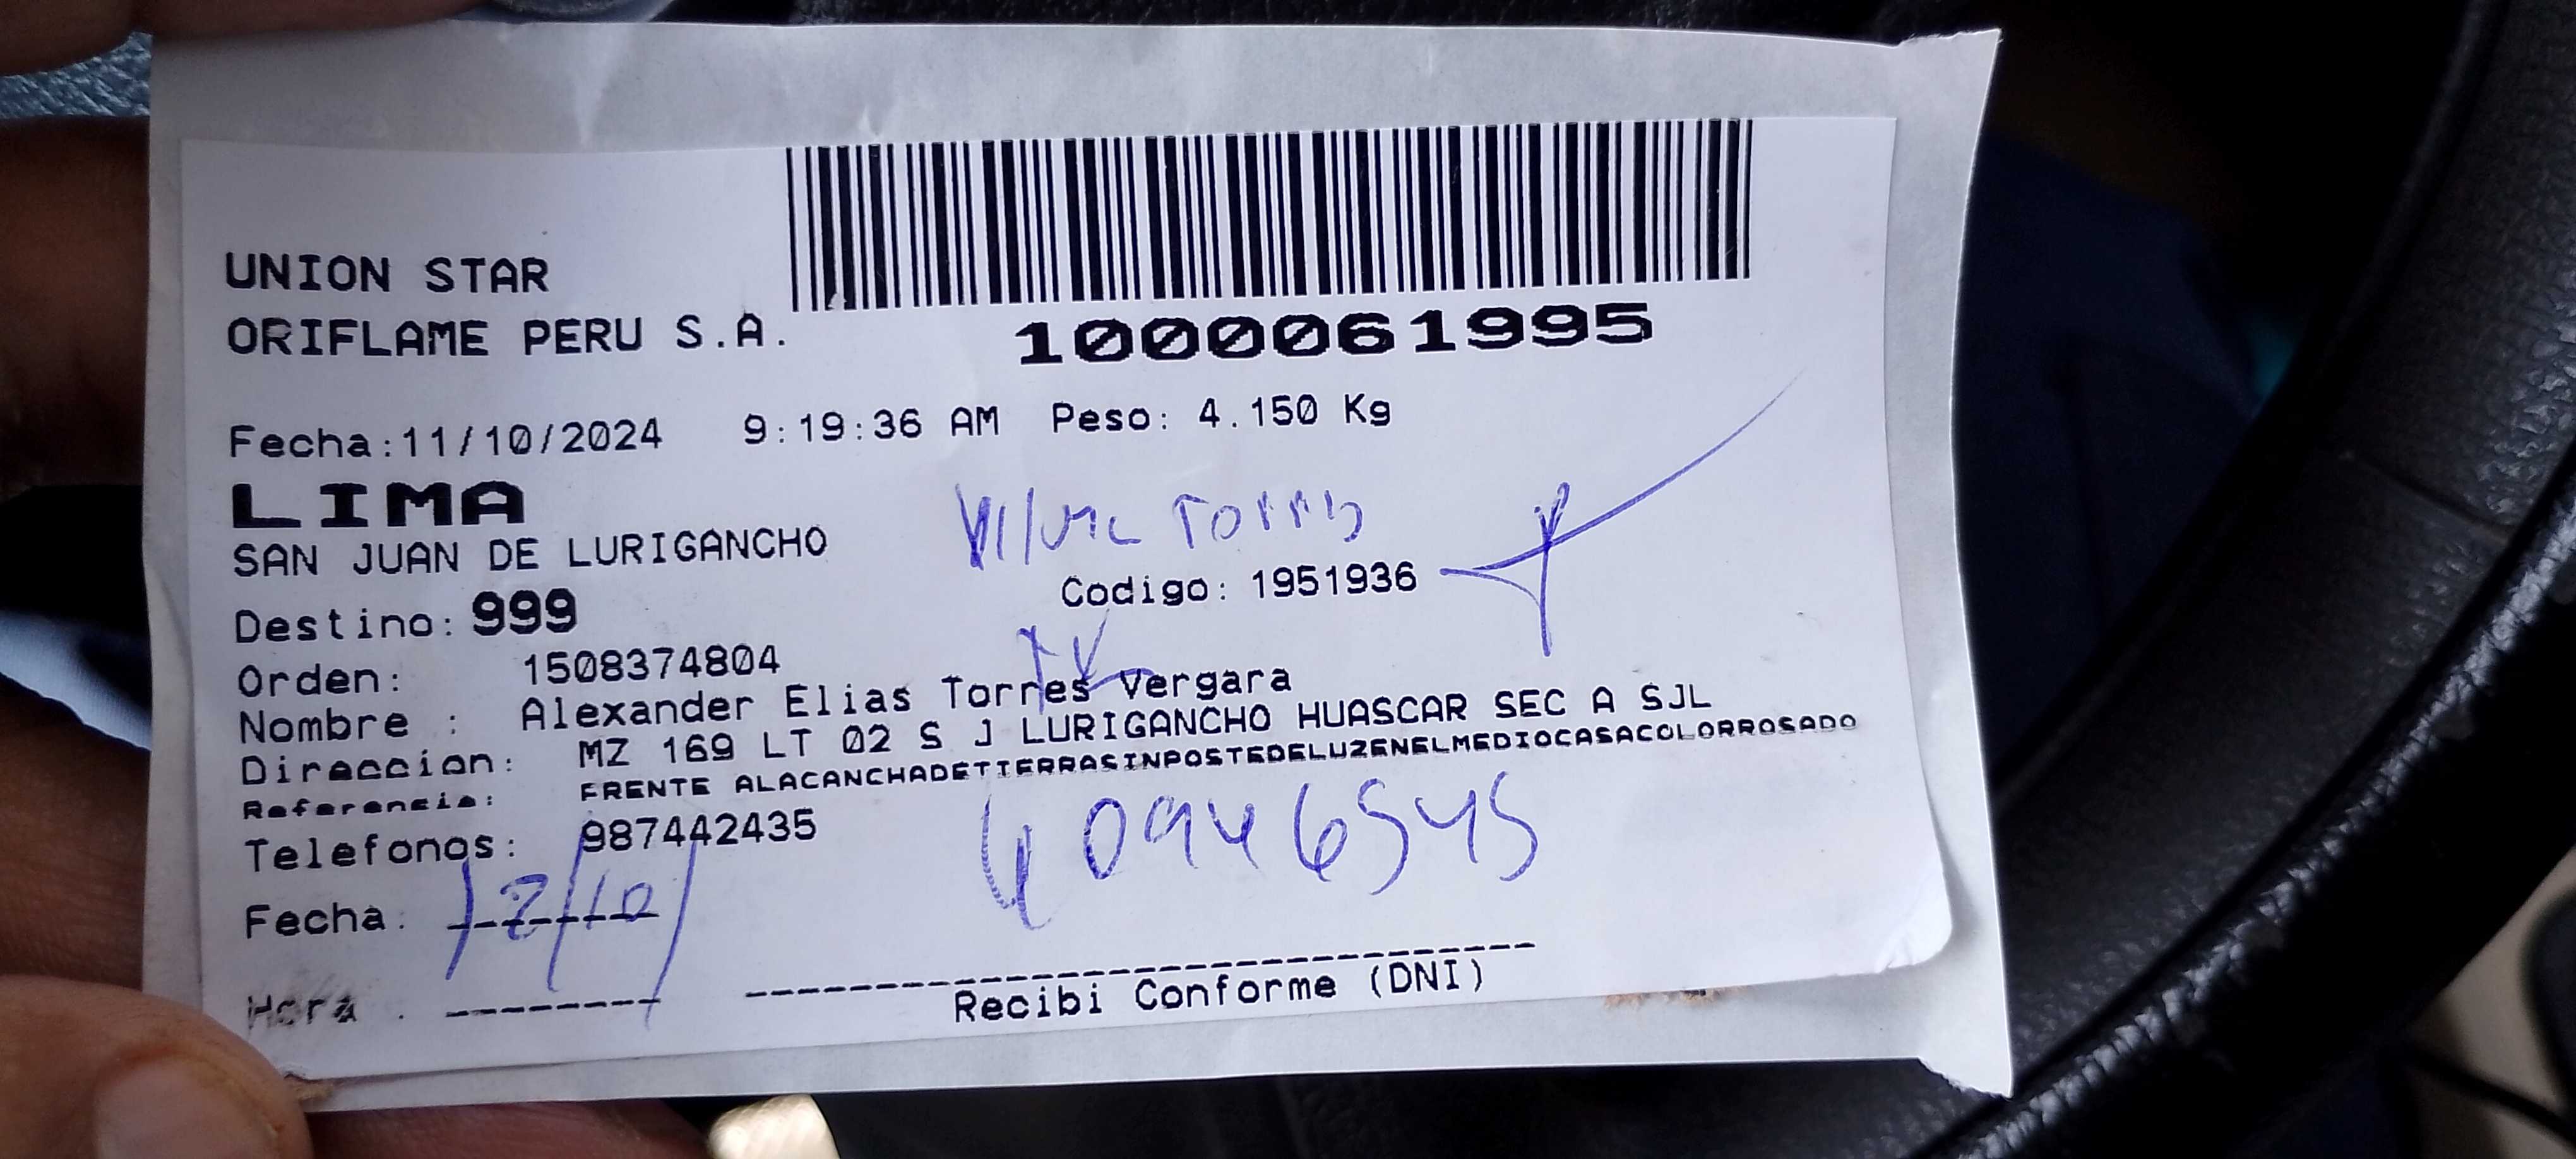 UNION STAR
ORIFLAME PERU S.A.
1000061995
Fecha:11/10/2024 9:19:36 AM Peso: 4.150 Kg
LIMA
SAN JUAN DE LURIGANCHO
Torres
Codigo: 1951936
Destino: 999
Orden: 1508374804
Nombre : Alexander Elias Torres Vergara
Direccion: MZ 169 LT 02 S J LURIGANCHO HUASCAR SEC A SJL
Referencia: FRENTE ALACANCHADETIERRASINPOSTEDELUZENELMEDIOCASACOLORROSADO
Telefonos: 987442435
40946545
Fecha: 12/10/
Hora :
Recibi Conforme (DNI)